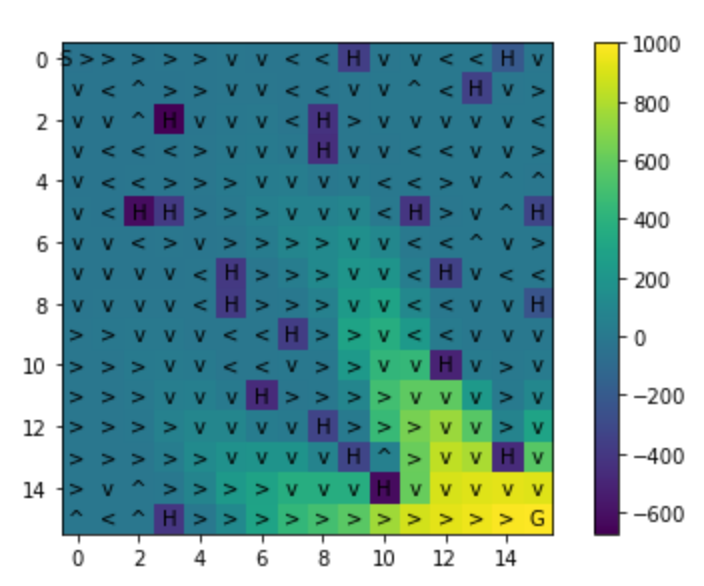 0 S>> > > > > v v < < H v v < < H v
v < ^ > > v v < < v v ^ < H v >
2 v v ^ H v v v < H > v v v v v <
v < < < > v v v H v v < < v v >
4 v < < > > > v v v v < < > v ^ ^
v < H H > > > v v v < H > v ^ H
6 v v < > v > > > > v v < < ^ v >
v v v v < H > > > v v < H v < <
8 v v v v < H > > > v v < < v v H
> > v v v < < H > > v < < v v v
10 > > > v v < < v > > v v H v > v
> > > v v v H > > > > v v v > v
12 > > > > v v v v H > > > v v > v
> > > > > v v v v H ^ > v v H v
14 > v ^ > > > > v v v H v v v v v
^ < ^ H > > > > > > > > > > > G
0 2 4 6 8 10 12 14
1000
800
600
400
200
0
−200
−400
−600